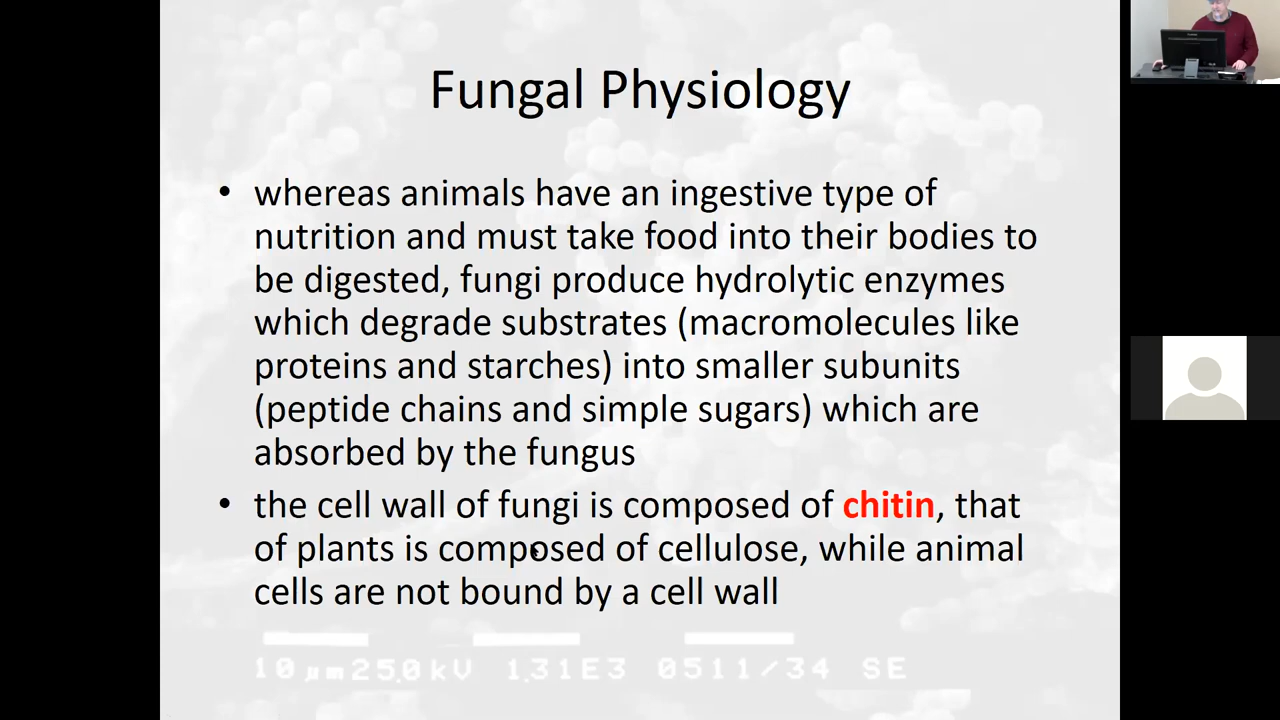 Fungal Physiology
• whereas animals have an ingestive type of
nutrition and must take food into their bodies to
be digested, fungi produce hydrolytic enzymes
which degrade substrates (macromolecules like
proteins and starches) into smaller subunits
(peptide chains and simple sugars) which are
absorbed by the fungus
• the cell wall of fungi is composed of chitin, that
of plants is composed of cellulose, while animal
cells are not bound by a cell wall
10µm25.0kV 1.31E3 0511/34 SE